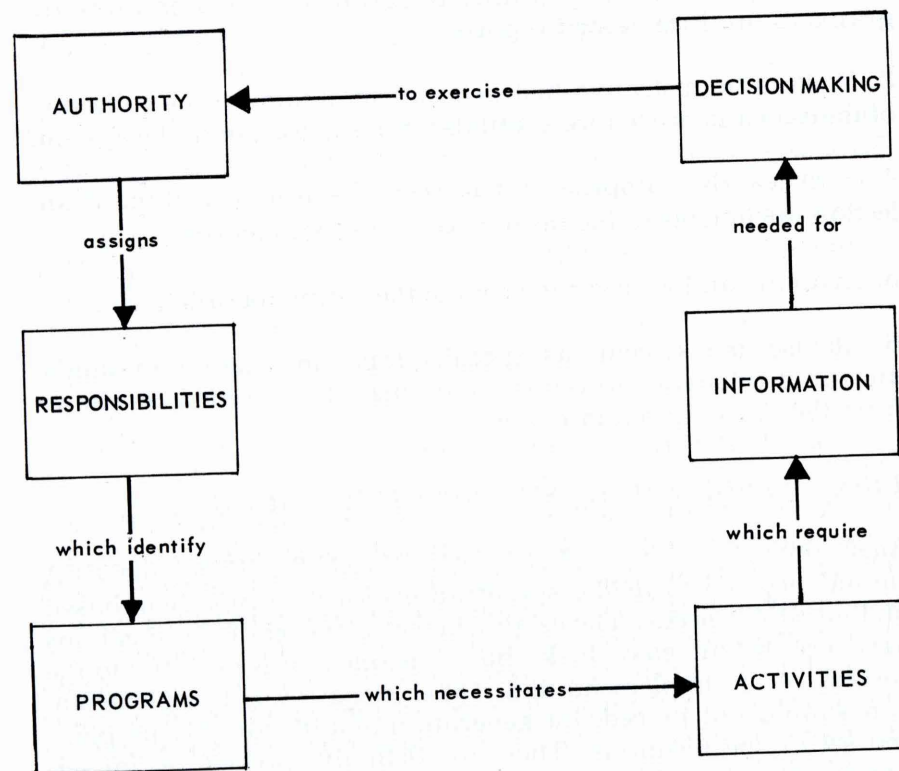 AUTHORITY
to exercise
DECISION MAKING
assigns
needed for
RESPONSIBILITIES
INFORMATION
which identify
which require
PROGRAMS
which necessitates
ACTIVITIES